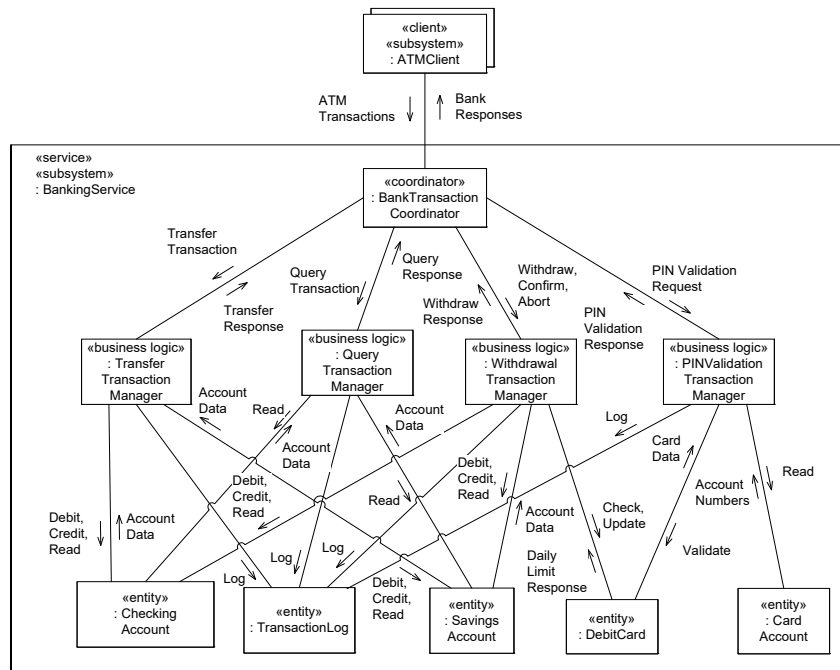 «client»
«subsystem»
: ATMClient
ATM
Transactions
Bank
Responses
«service»
«subsystem»
: BankingService
«coordinator»
: BankTransaction
Coordinator
Transfer
Transaction
Query
Transaction
Query
Response
Withdraw,
Confirm,
Abort
PIN Validation
Request
Transfer
Response
Withdraw
Response
PIN
Validation
Response
«business logic»
: Transfer
Transaction
Manager
«business logic»
: Query
Transaction
Manager
«business logic»
: Withdrawal
Transaction
Manager
«business logic»
: PINValidation
Transaction
Manager
Account
Data
Read
Account
Data
Account
Data
Log
Card
Data
Read
Debit,
Credit,
Read
Read
Debit,
Credit,
Read
Account
Numbers
Debit,
Credit,
Read
Account
Data
Account
Data
Check,
Update
Validate
Log
Log
Log
Debit,
Credit,
Read
Daily
Limit
Response
«entity»
: Checking
Account
«entity»
: TransactionLog
«entity»
: Savings
Account
«entity»
: DebitCard
«entity»
: Card
Account